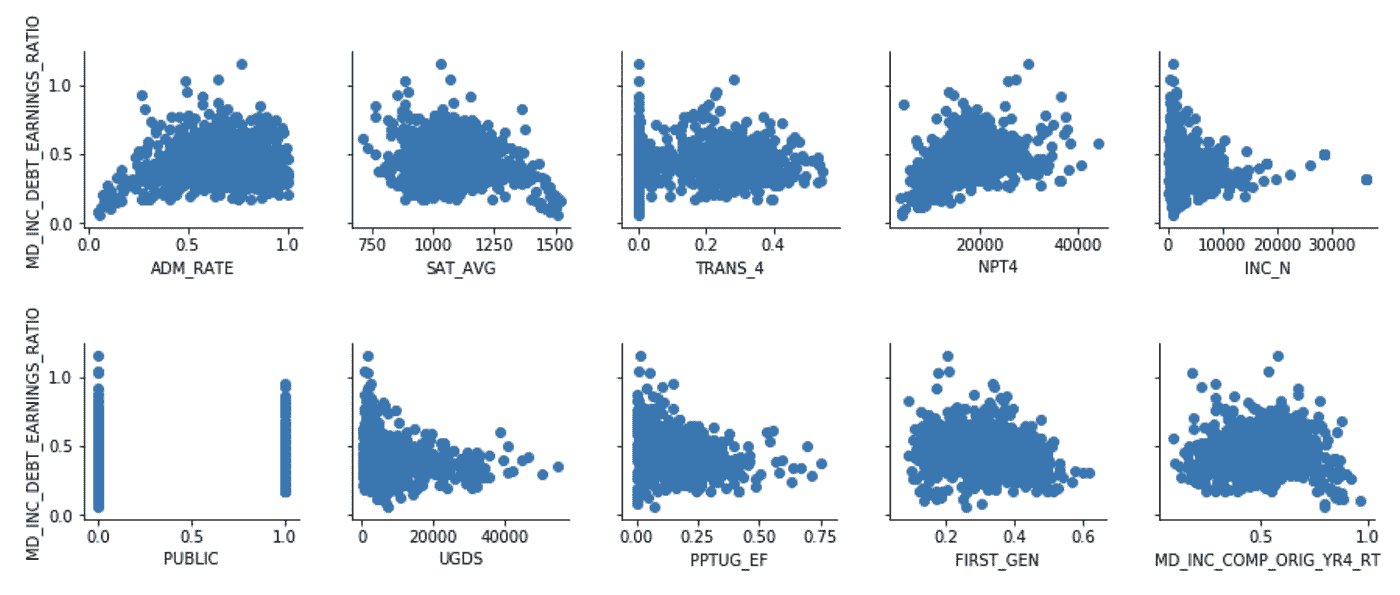 MD_INC_DEBT_EARNINGS_RATIO
1.0
0.5
0.0
0.0 0.5 1.0
ADM_RATE
750 1000 1250 1500
SAT_AVG
0.0 0.2 0.4
TRANS_4
20000 40000
NPT4
0 10000 20000 30000
INC_N
MD_INC_DEBT_EARNINGS_RATIO
1.0
0.5
0.0
0.0 0.5 1.0
PUBLIC
0 20000 40000
UGDS
0.00 0.25 0.50 0.75
PPTUG_EF
0.2 0.4 0.6
FIRST_GEN
0.5 1.0
MD_INC_COMP_ORIG_YR4_RT